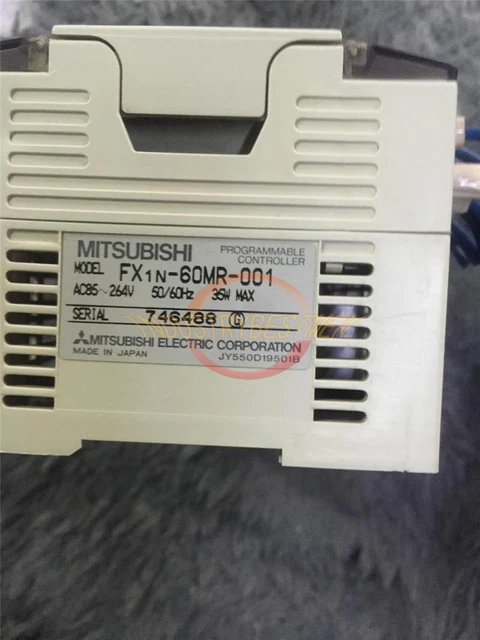 MITSUBISHI PROGRAMMABLE CONTROLLER
MODEL FX1N-60MR-001
AC85~264V 50/60Hz 35W MAX
SERIAL 746488 G
MITSUBISHI ELECTRIC CORPORATION
MADE IN JAPAN JY550D19501B